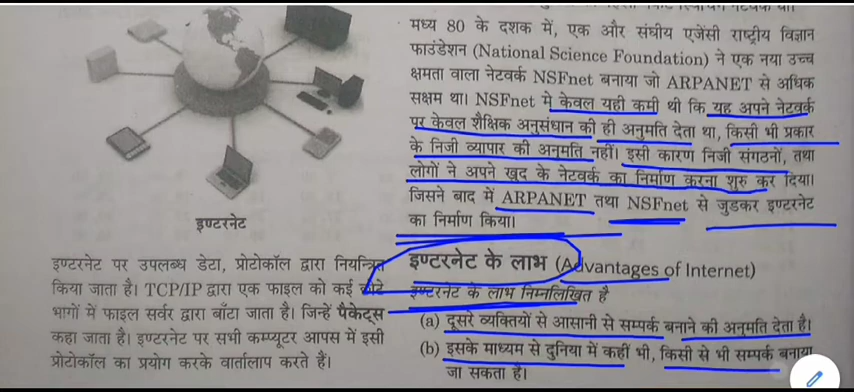 इण्टरनेट
इण्टरनेट पर उपलब्ध डेटा, प्रोटोकॉल द्वारा नियन्त्रित
किया जाता है। TCP/IP द्वारा एक फाइल को कई छोटे
भागों में फाइल सर्वर द्वारा बाँटा जाता है। जिन्हें पैकेट्स
कहा जाता है। इण्टरनेट पर सभी कम्प्यूटर आपस में इसी
प्रोटोकॉल का प्रयोग करके वार्तालाप करते हैं।
मध्य 80 के दशक में, एक और संघीय एजेंसी राष्ट्रीय विज्ञान
फाउंडेशन (National Science Foundation) ने एक नया उच्च
क्षमता वाला नेटवर्क NSFnet बनाया जो ARPANET से अधिक
सक्षम था। NSFnet में केवल यही कमी थी कि यह अपने नेटवर्क
पर केवल शैक्षिक अनुसंधान की ही अनुमति देता था, किसी भी प्रकार
के निजी व्यापार की अनुमति नहीं। इसी कारण निजी संगठनों, तथा
लोगों ने अपने खुद के नेटवर्क का निर्माण करना शुरु कर दिया।
जिसने बाद में ARPANET तथा NSFnet से जुडकर इण्टरनेट
का निर्माण किया।
इण्टरनेट के लाभ (Advantages of Internet)
इण्टरनेट के लाभ निम्नलिखित है
(a) दूसरे व्यक्तियों से आसानी से सम्पर्क बनाने की अनुमति देता है।
(b) इसके माध्यम से दुनिया में कहीं भी, किसी से भी सम्पर्क बनाया
जा सकता है।